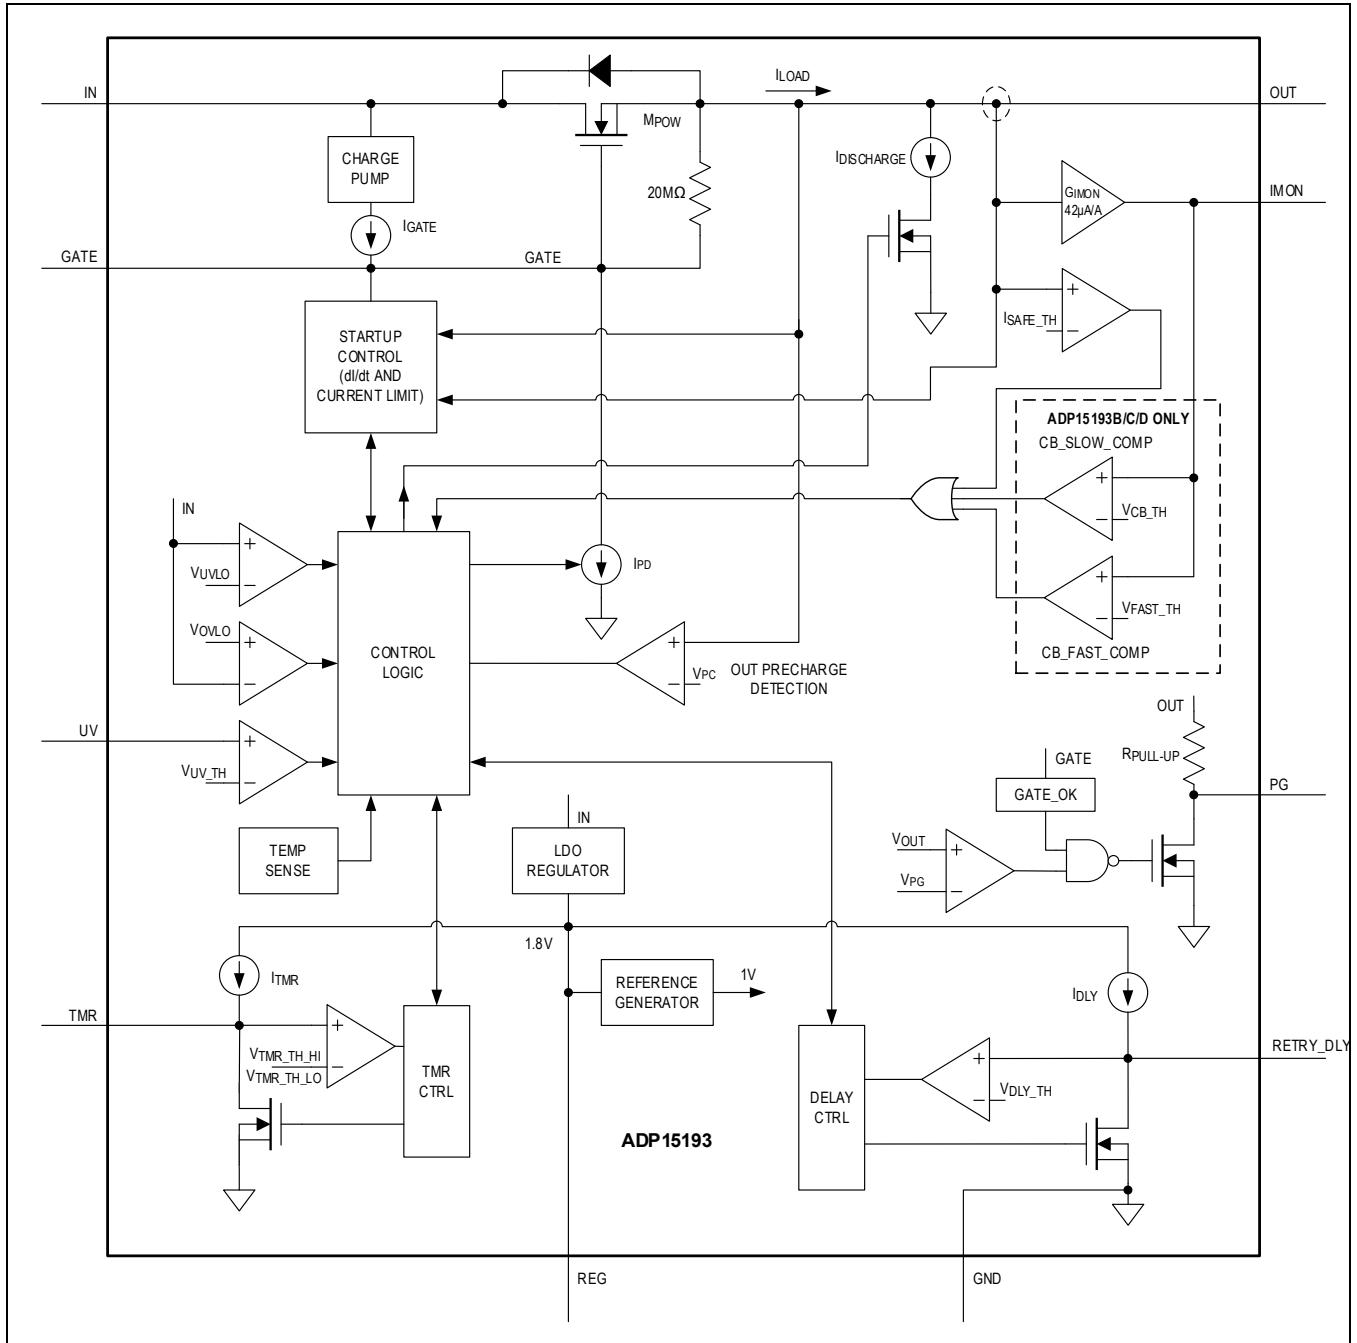 IN
ILOAD
OUT
MPOW
CHARGE
PUMP
IDISCHARGE
20MΩ
GIMON
42µA/A
IMON
IGATE
GATE
GATE
STARTUP
CONTROL
(dI/dt AND
CURRENT LIMIT)
+
ISAFE_TH
−
ADP15193B/C/D ONLY
CB_SLOW_COMP
+
VCB_TH
−
IN
+
VUVLO
−
IPD
+
VFAST_TH
−
CB_FAST_COMP
VOVLO
+
−
CONTROL
LOGIC
+
VPC
−
OUT PRECHARGE
DETECTION
OUT
UV
+
VUV_TH
−
RPULL-UP
GATE
GATE_OK
PG
TEMP
SENSE
IN
LDO
REGULATOR
VOUT
+
VPG
−
1.8V
ITMR
REFERENCE
GENERATOR
1V
IDLY
TMR
+
VTMR_TH_HI
−
VTMR_TH_LO
TMR
CTRL
RETRY_DLY
+
VDLY_TH
−
DELAY
CTRL
ADP15193
REG
GND